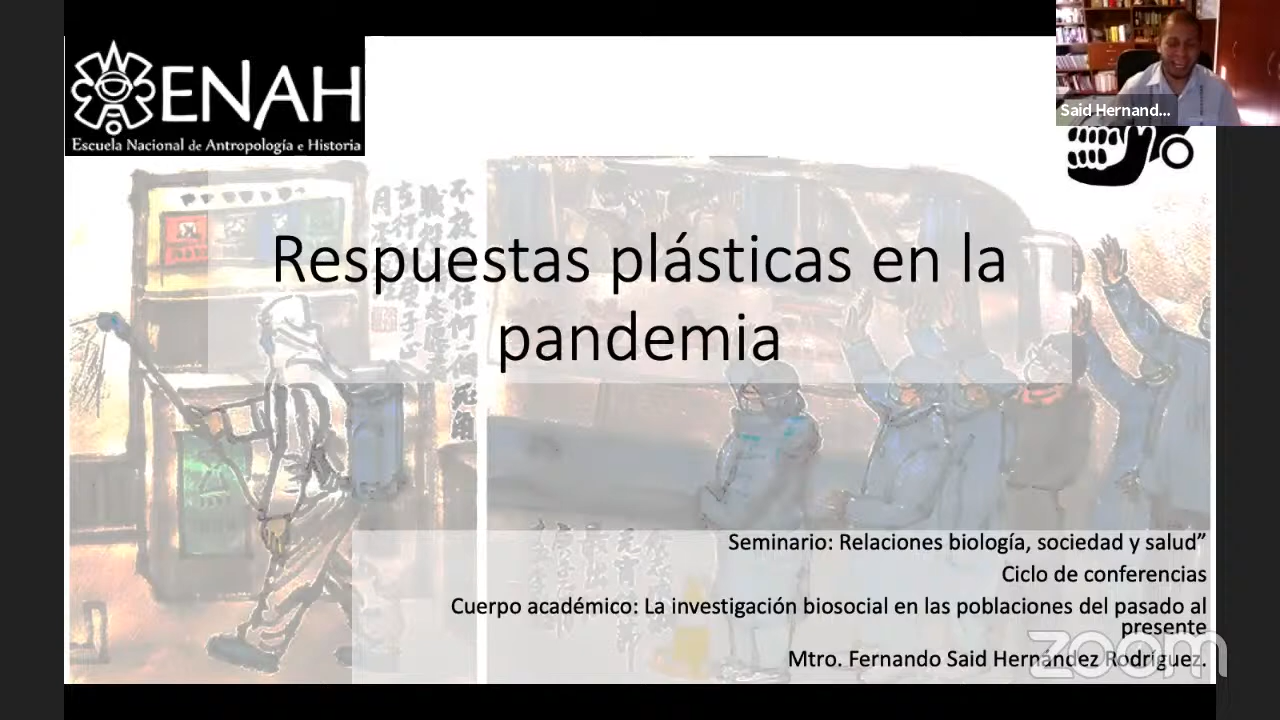 ENAH
Escuela Nacional de Antropología e Historia
Said Hernand...
Respuestas plásticas en la
pandemia
Seminario: Relaciones biología, sociedad y salud”
Ciclo de conferencias
Cuerpo académico: La investigación biosocial en las poblaciones del pasado al
presente
Mtro. Fernando Said Hernández Rodríguez.
zoom